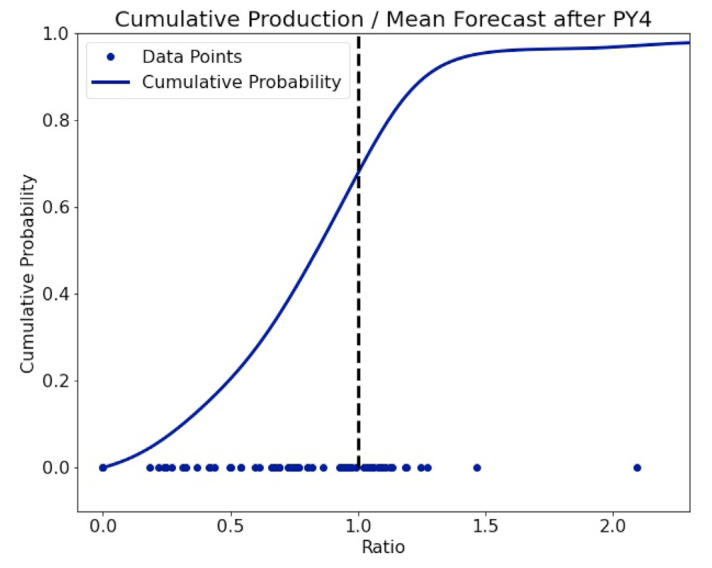 Cumulative Production / Mean Forecast after PY4
Data Points
Cumulative Probability
1.0
0.8
0.6
0.4
0.2
0.0
Cumulative Probability
0.0 0.5 1.0 1.5 2.0
Ratio